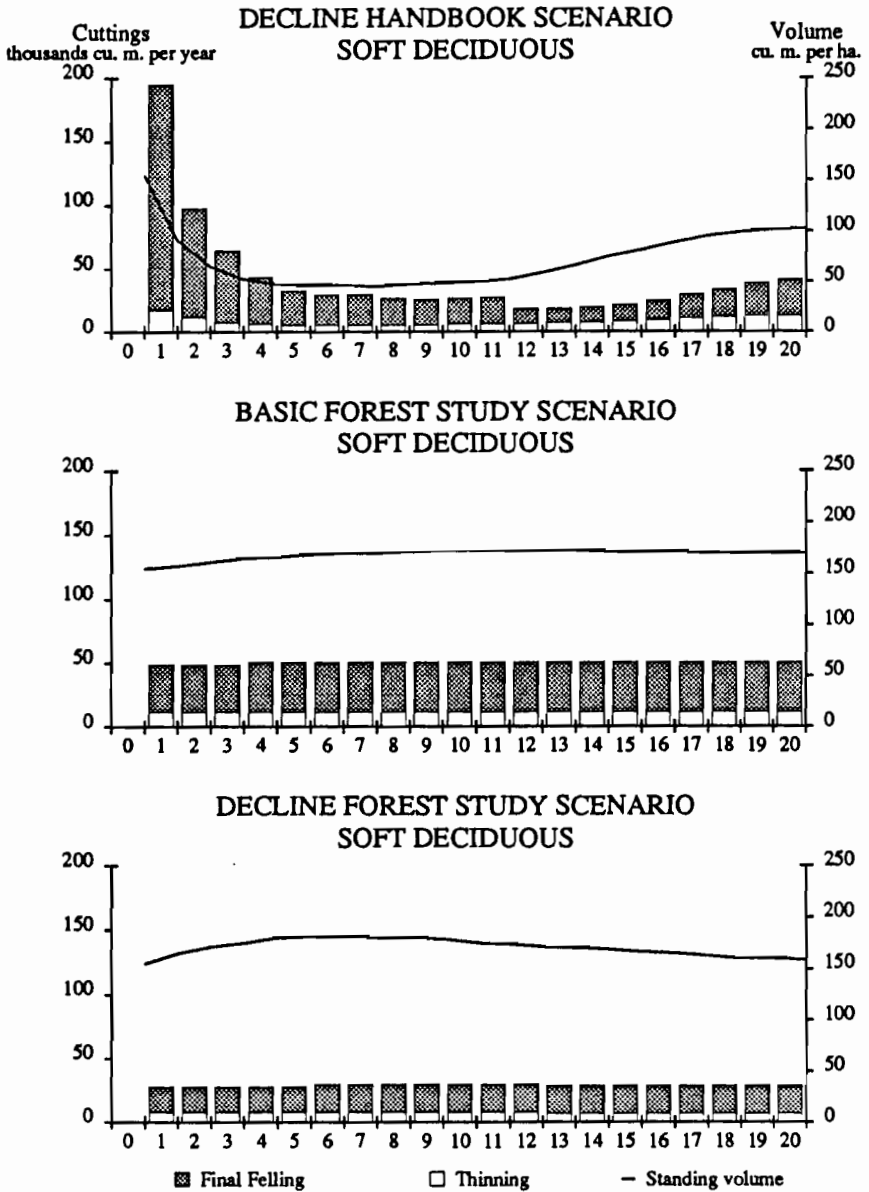 DECLINE HANDBOOK SCENARIO
SOFT DECIDUOUS
Cuttings
thousands cu. m. per year
Volume
cu. m. per ha.
200
150
100
50
0
250
200
150
100
50
0
0 1 2 3 4 5 6 7 8 9 10 11 12 13 14 15 16 17 18 19 20
BASIC FOREST STUDY SCENARIO
SOFT DECIDUOUS
200
150
100
50
0
250
200
150
100
50
0
0 1 2 3 4 5 6 7 8 9 10 11 12 13 14 15 16 17 18 19 20
DECLINE FOREST STUDY SCENARIO
SOFT DECIDUOUS
200
150
100
50
0
250
200
150
100
50
0
0 1 2 3 4 5 6 7 8 9 10 11 12 13 14 15 16 17 18 19 20
Final Felling Thinning Standing volume